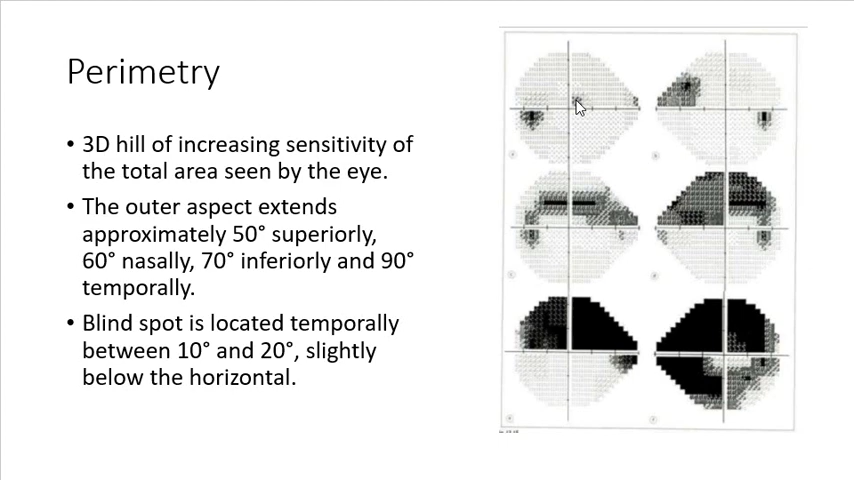 Perimetry
• 3D hill of increasing sensitivity of
the total area seen by the eye.
• The outer aspect extends
approximately 50° superiorly,
60° nasally, 70° inferiorly and 90°
temporally.
• Blind spot is located temporally
between 10° and 20°, slightly
below the horizontal.